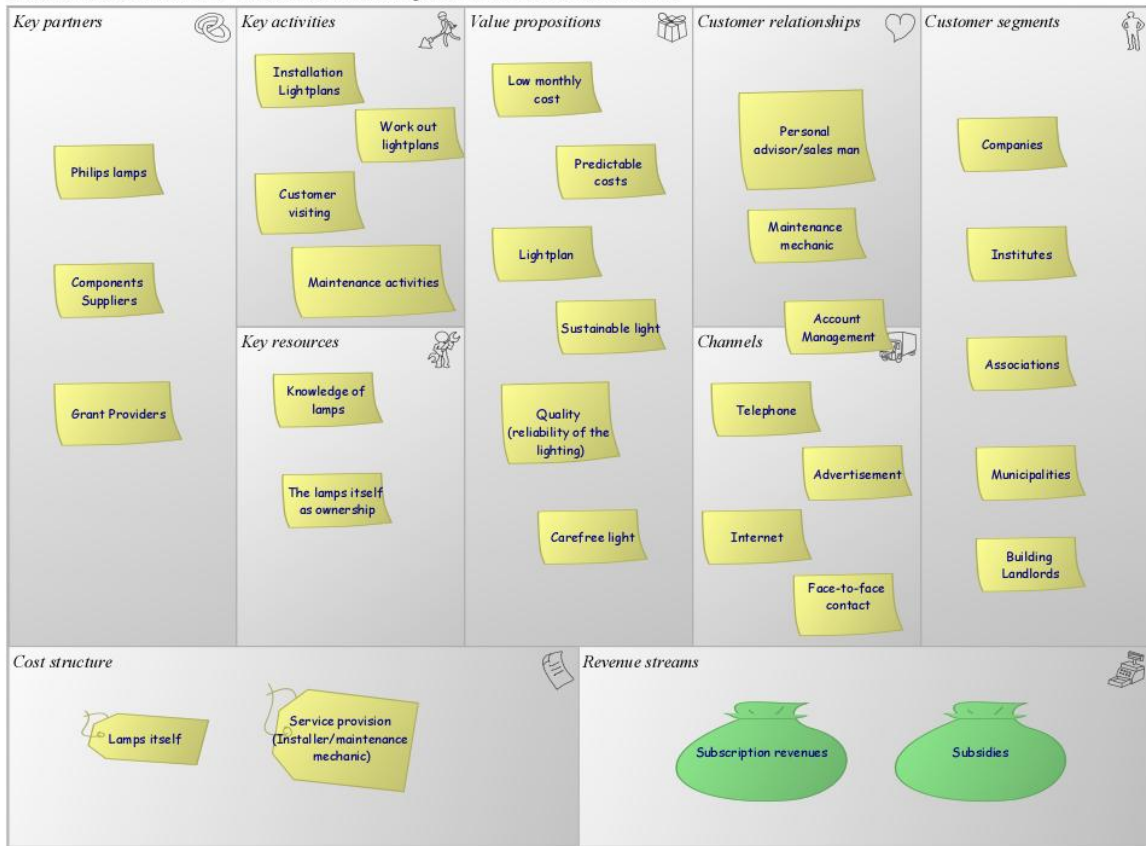 Key partners
Philips lamps
Components
Suppliers
Grant Providers
Key activities
Installation
Lightplans
Work out
lightplans
Customer
visiting
Maintenance activities
Key resources
Knowledge of
lamps
The lamps itself
as ownership
Value propositions
Low monthly
cost
Predictable
costs
Lightplan
Sustainable light
Quality
(reliability of the
lighting)
Carefree light
Customer relationships
Personal
advisor/sales man
Maintenance
mechanic
Account
Management
Channels
Telephone
Advertisement
Internet
Face-to-face
contact
Customer segments
Companies
Institutes
Associations
Municipalities
Building
Landlords
Cost structure
Lamps itself
Service provision
(Installer/maintenance
mechanic)
Revenue streams
Subscription revenues
Subsidies